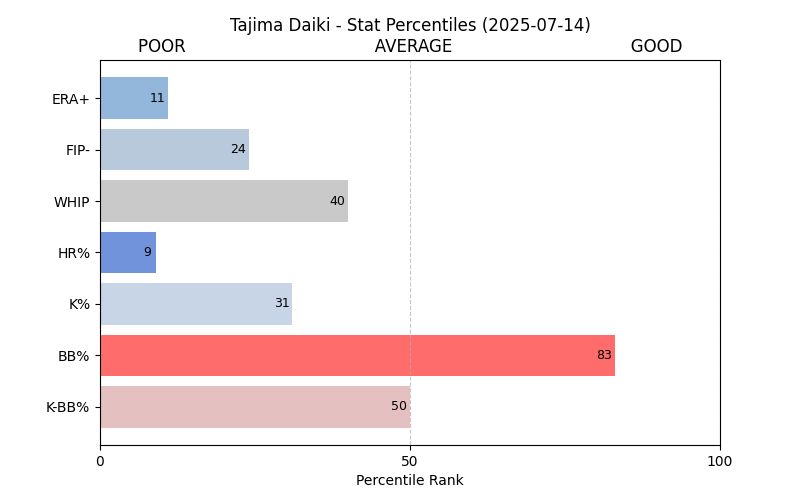 Tajima Daiki - Stat Percentiles (2025-07-14)
POOR AVERAGE GOOD
ERA+ 11
FIP- 24
WHIP 40
HR% 9
K% 31
BB% 83
K-BB% 50
0 50 100
Percentile Rank